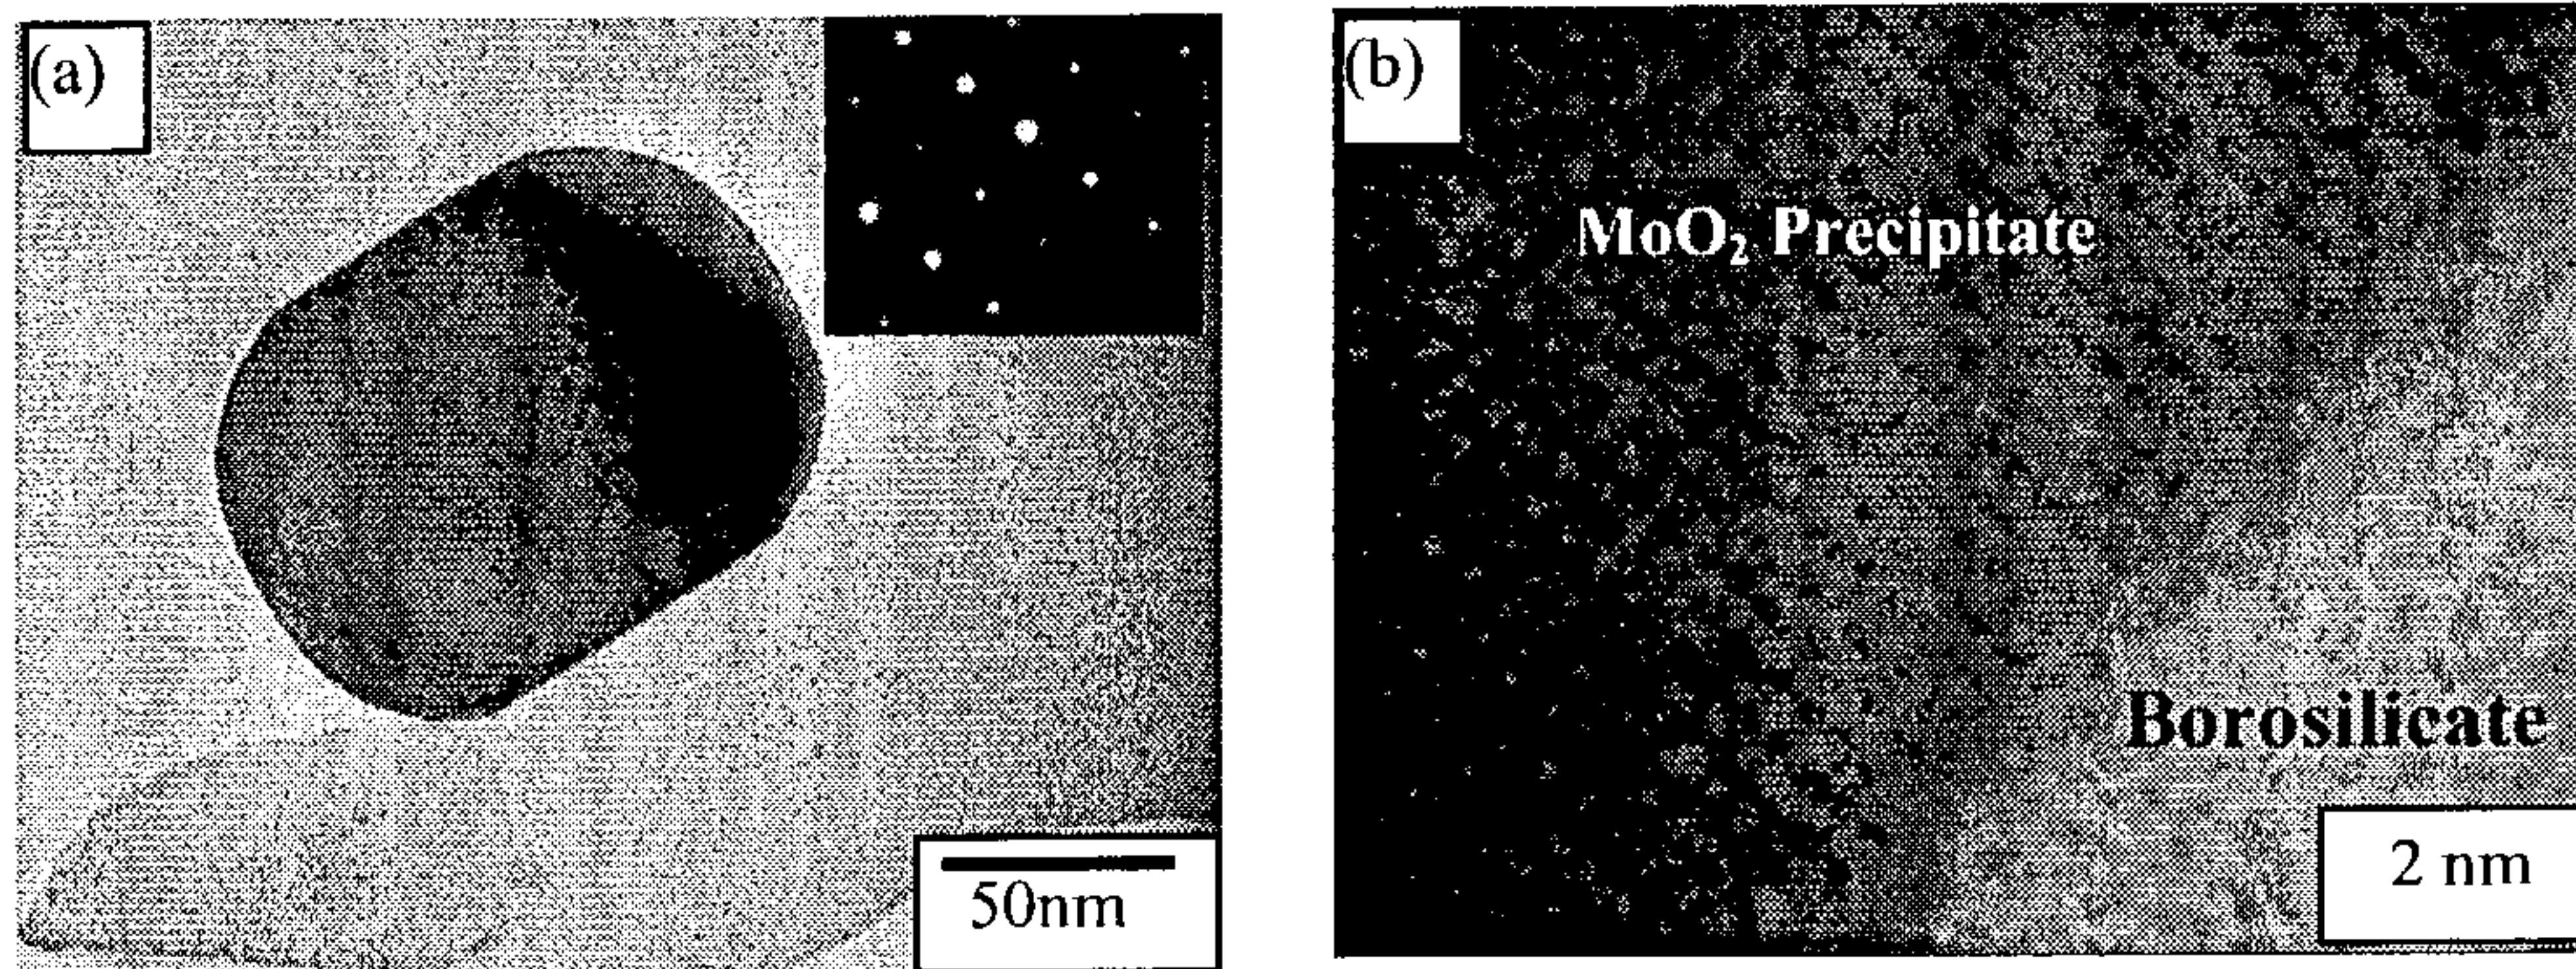 (a)
50nm
(b)
MoO₂ Precipitate
Borosilicate
2 nm